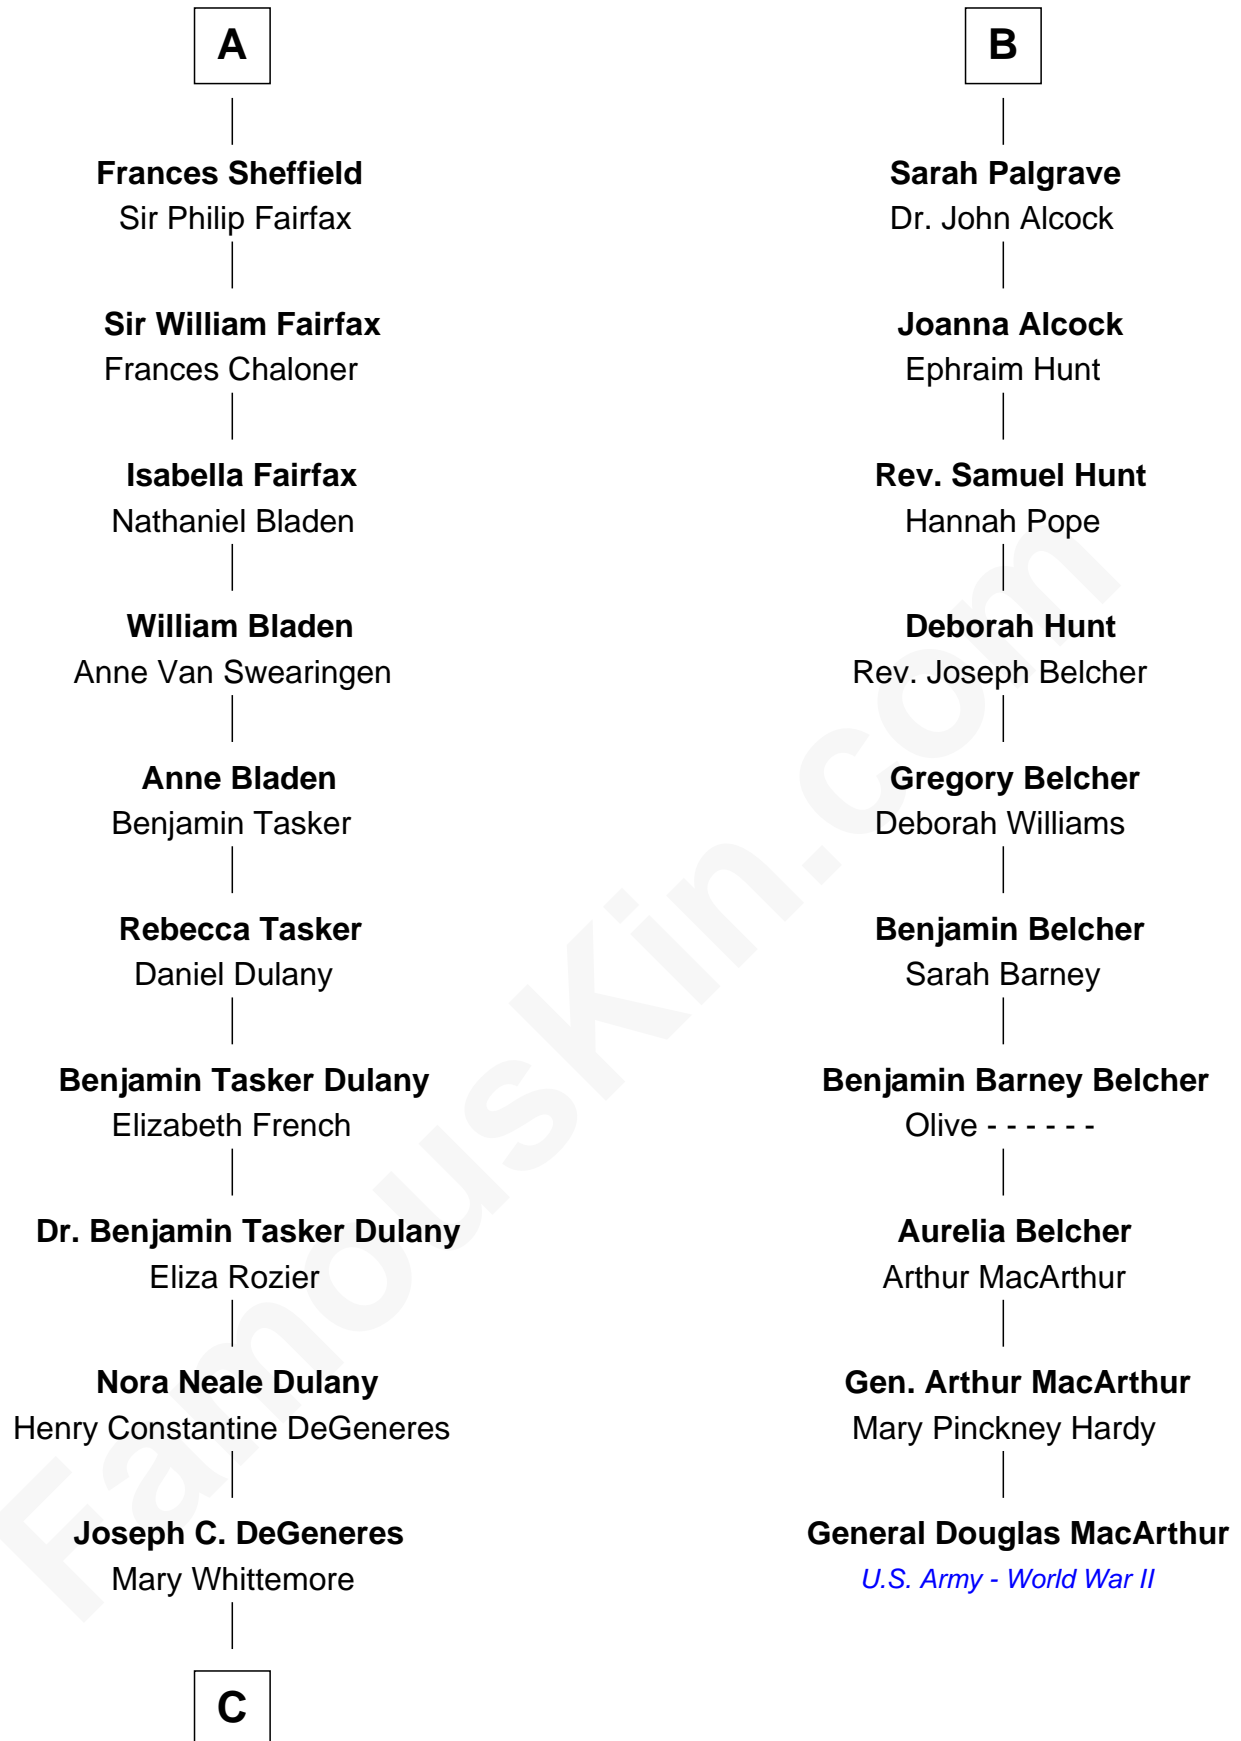 A
Frances Sheffield
Sir Philip Fairfax
Sir William Fairfax
Frances Chaloner
Isabella Fairfax
Nathaniel Bladen
William Bladen
Anne Van Swearingen
Anne Bladen
Benjamin Tasker
Rebecca Tasker
Daniel Dulany
Benjamin Tasker Dulany
Elizabeth French
Dr. Benjamin Tasker Dulany
Eliza Rozier
Nora Neale Dulany
Henry Constantine DeGeneres
Joseph C. DeGeneres
Mary Whittemore
C
B
Sarah Palgrave
Dr. John Alcock
Joanna Alcock
Ephraim Hunt
Rev. Samuel Hunt
Hannah Pope
Deborah Hunt
Rev. Joseph Belcher
Gregory Belcher
Deborah Williams
Benjamin Belcher
Sarah Barney
Benjamin Barney Belcher
Olive - - - - - -
Aurelia Belcher
Arthur MacArthur
Gen. Arthur MacArthur
Mary Pinckney Hardy
General Douglas MacArthur
U.S. Army - World War II
FamousKin.com